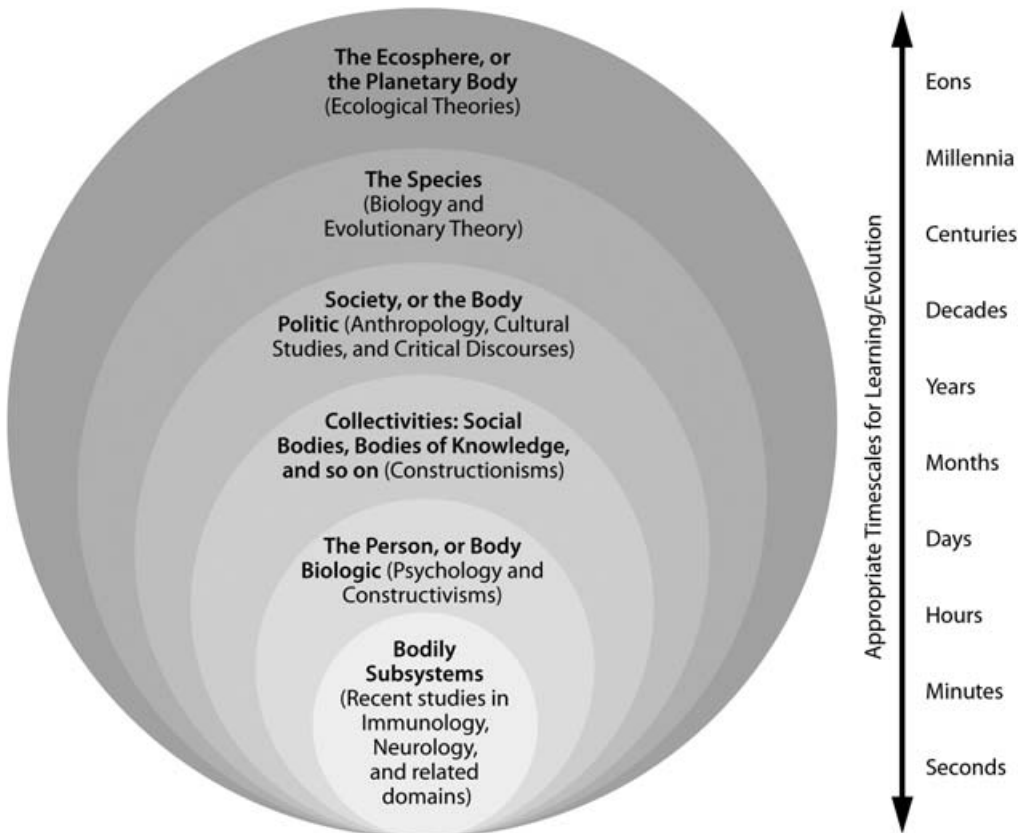 The Ecosphere, or
the Planetary Body
(Ecological Theories)
The Species
(Biology and
Evolutionary Theory)
Society, or the Body
Politic (Anthropology, Cultural
Studies, and Critical Discourses)
Collectivities: Social
Bodies, Bodies of Knowledge,
and so on (Constructionisms)
The Person, or Body
Biologic (Psychology and
Constructivisms)
Bodily
Subsystems
(Recent studies in
Immunology,
Neurology,
and related
domains)
Appropriate Timescales for Learning/Evolution
Eons
Millennia
Centuries
Decades
Years
Months
Days
Hours
Minutes
Seconds